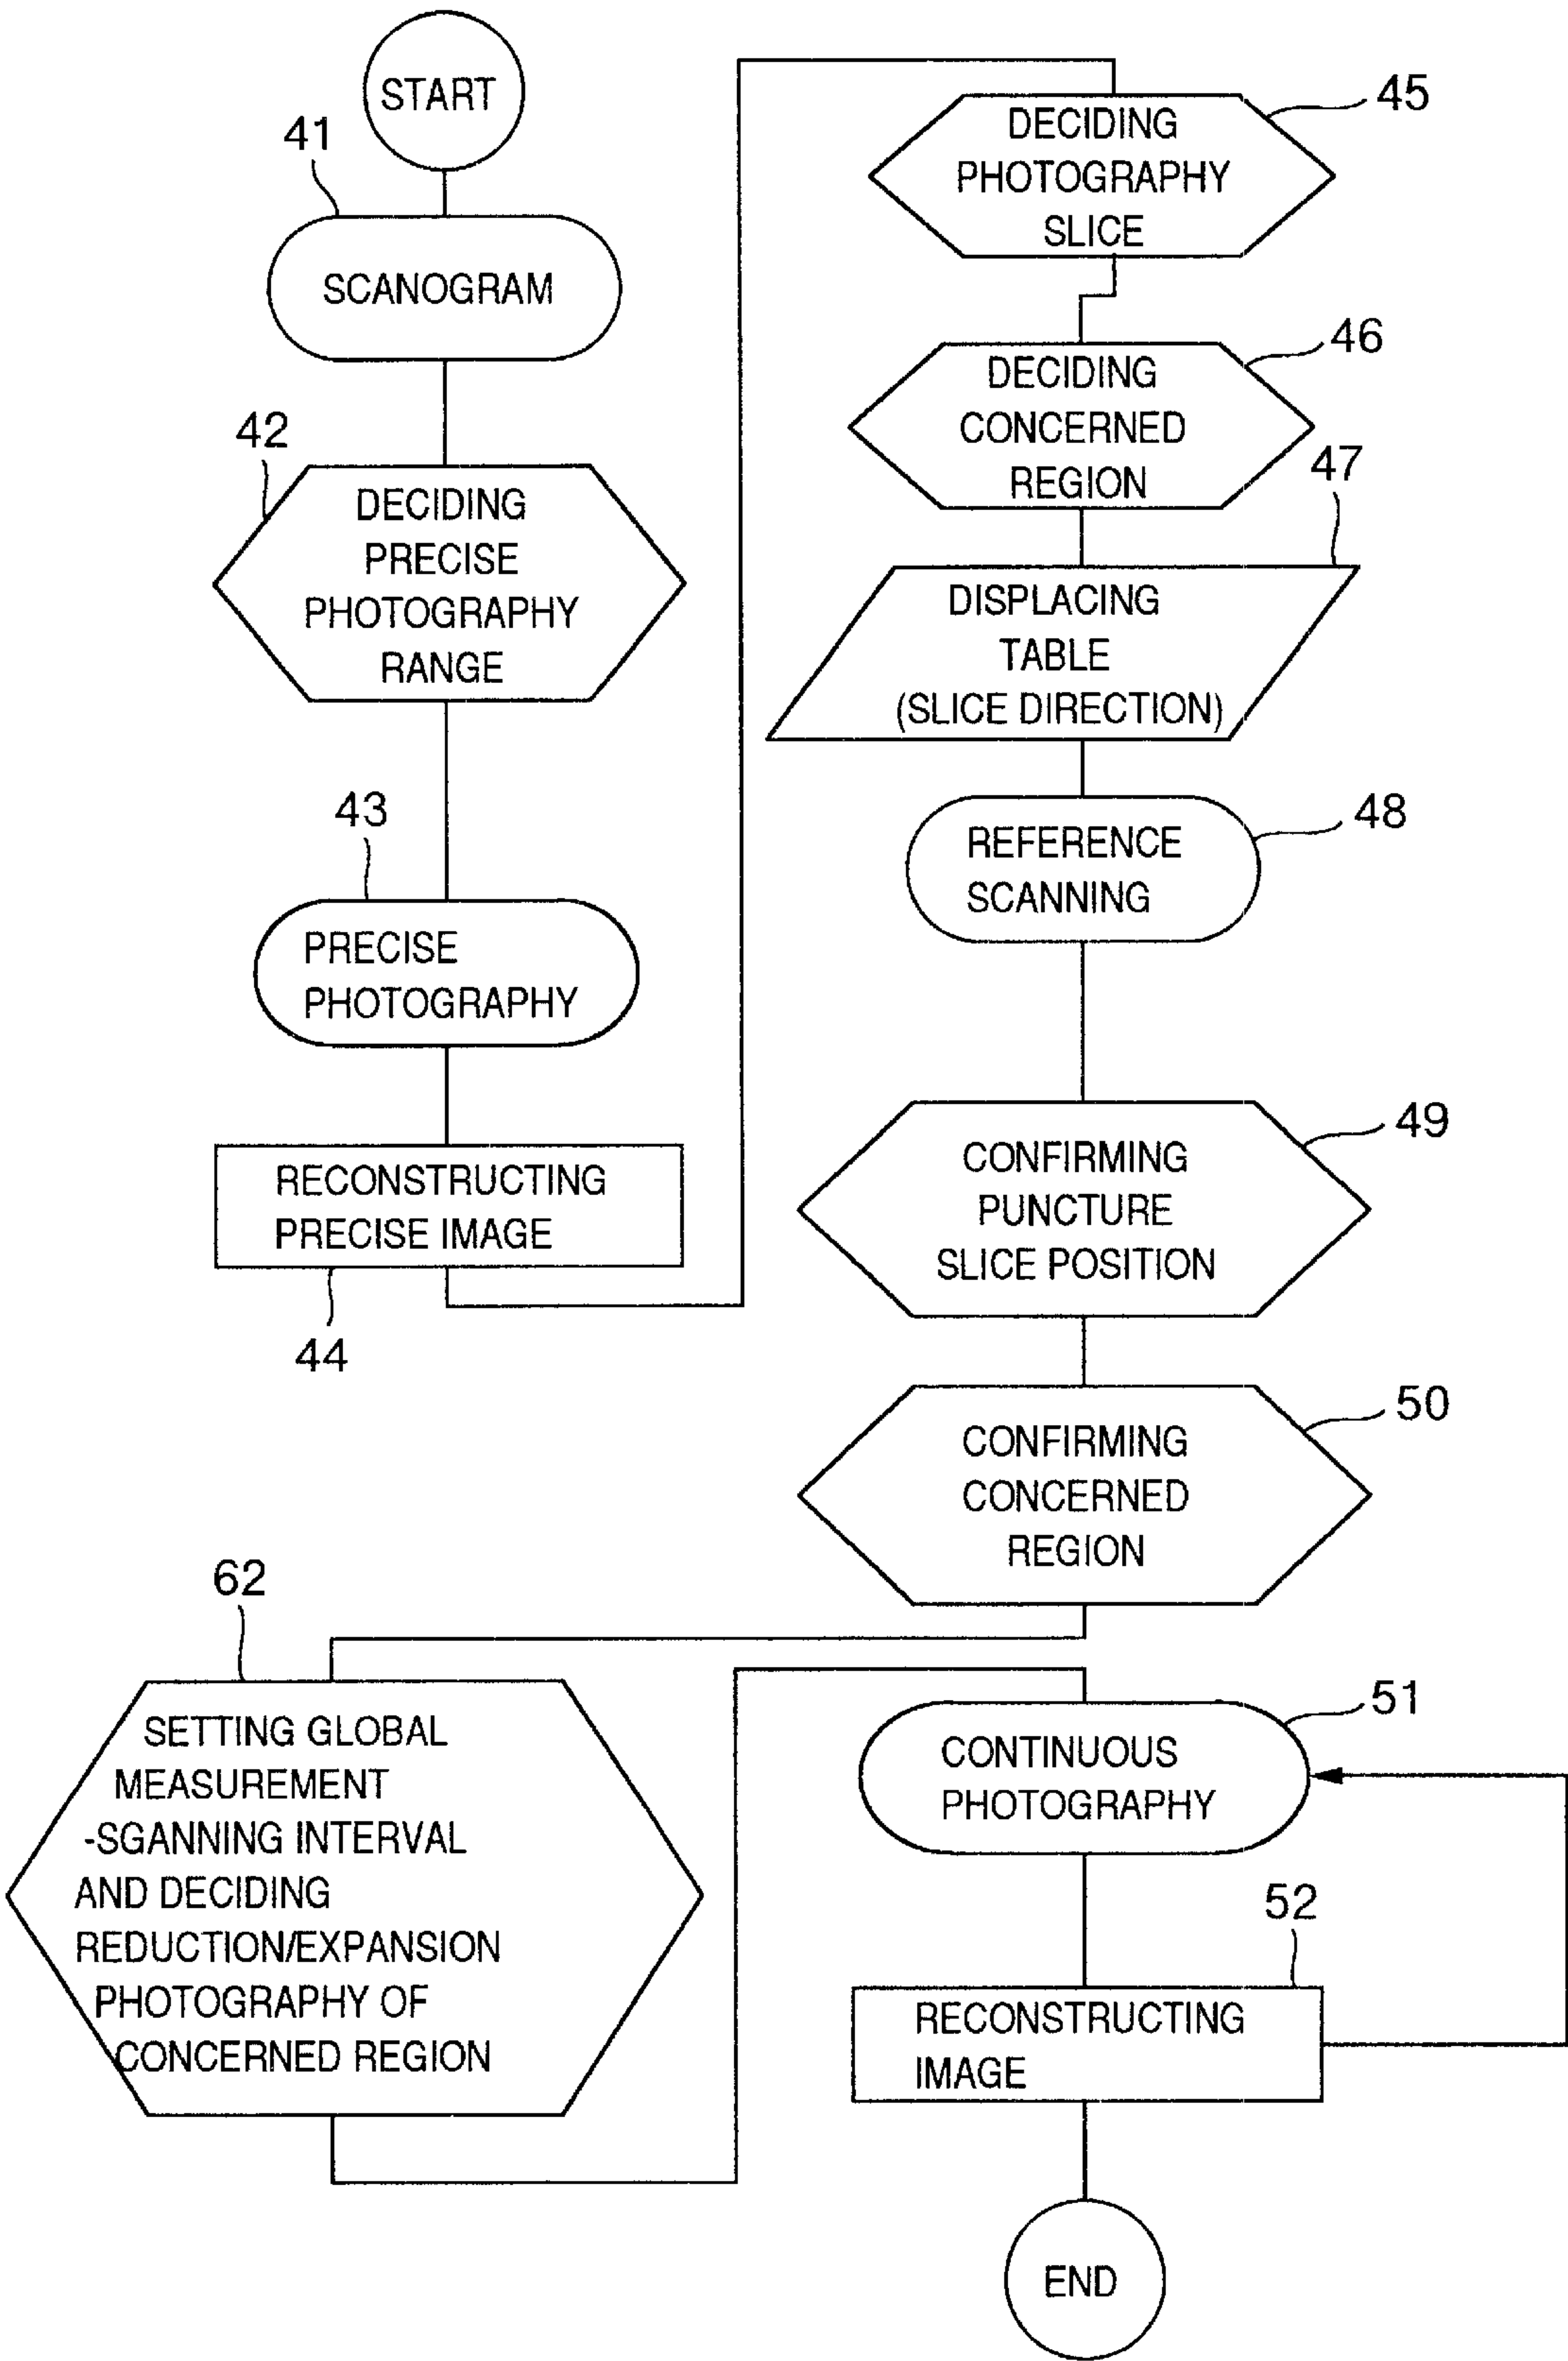 START
41
SCANOGRAM
42
DECIDING
PRECISE
PHOTOGRAPHY
RANGE
43
PRECISE
PHOTOGRAPHY
RECONSTRUCTING
PRECISE IMAGE
44
45
DECIDING
PHOTOGRAPHY
SLICE
46
DECIDING
CONCERNED
REGION
47
DISPLACING
TABLE
(SLICE DIRECTION)
48
REFERENCE
SCANNING
49
CONFIRMING
PUNCTURE
SLICE POSITION
50
CONFIRMING
CONCERNED
REGION
62
SETTING GLOBAL
MEASUREMENT
-SGANNING INTERVAL
AND DECIDING
REDUCTION/EXPANSION
PHOTOGRAPHY OF
CONCERNED REGION
51
CONTINUOUS
PHOTOGRAPHY
52
RECONSTRUCTING
IMAGE
END